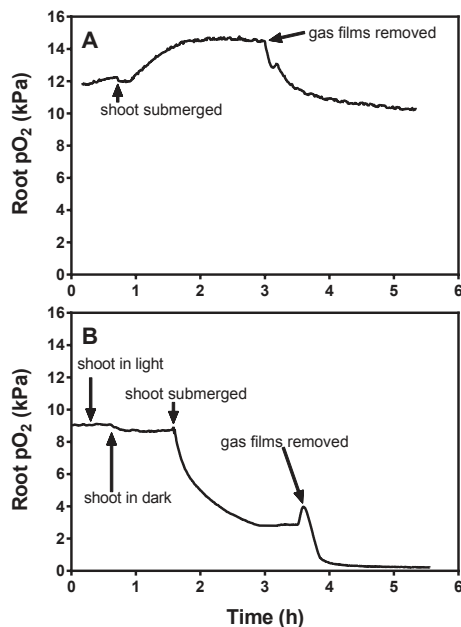 16
14
12
10
8
6
4
2
0
Root pO2 (kPa)
A
gas films removed
shoot submerged
0 1 2 3 4 5 6
16
14
12
10
8
6
4
2
0
Root pO2 (kPa)
B
shoot in light
shoot submerged
gas films removed
shoot in dark
0 1 2 3 4 5 6
Time (h)